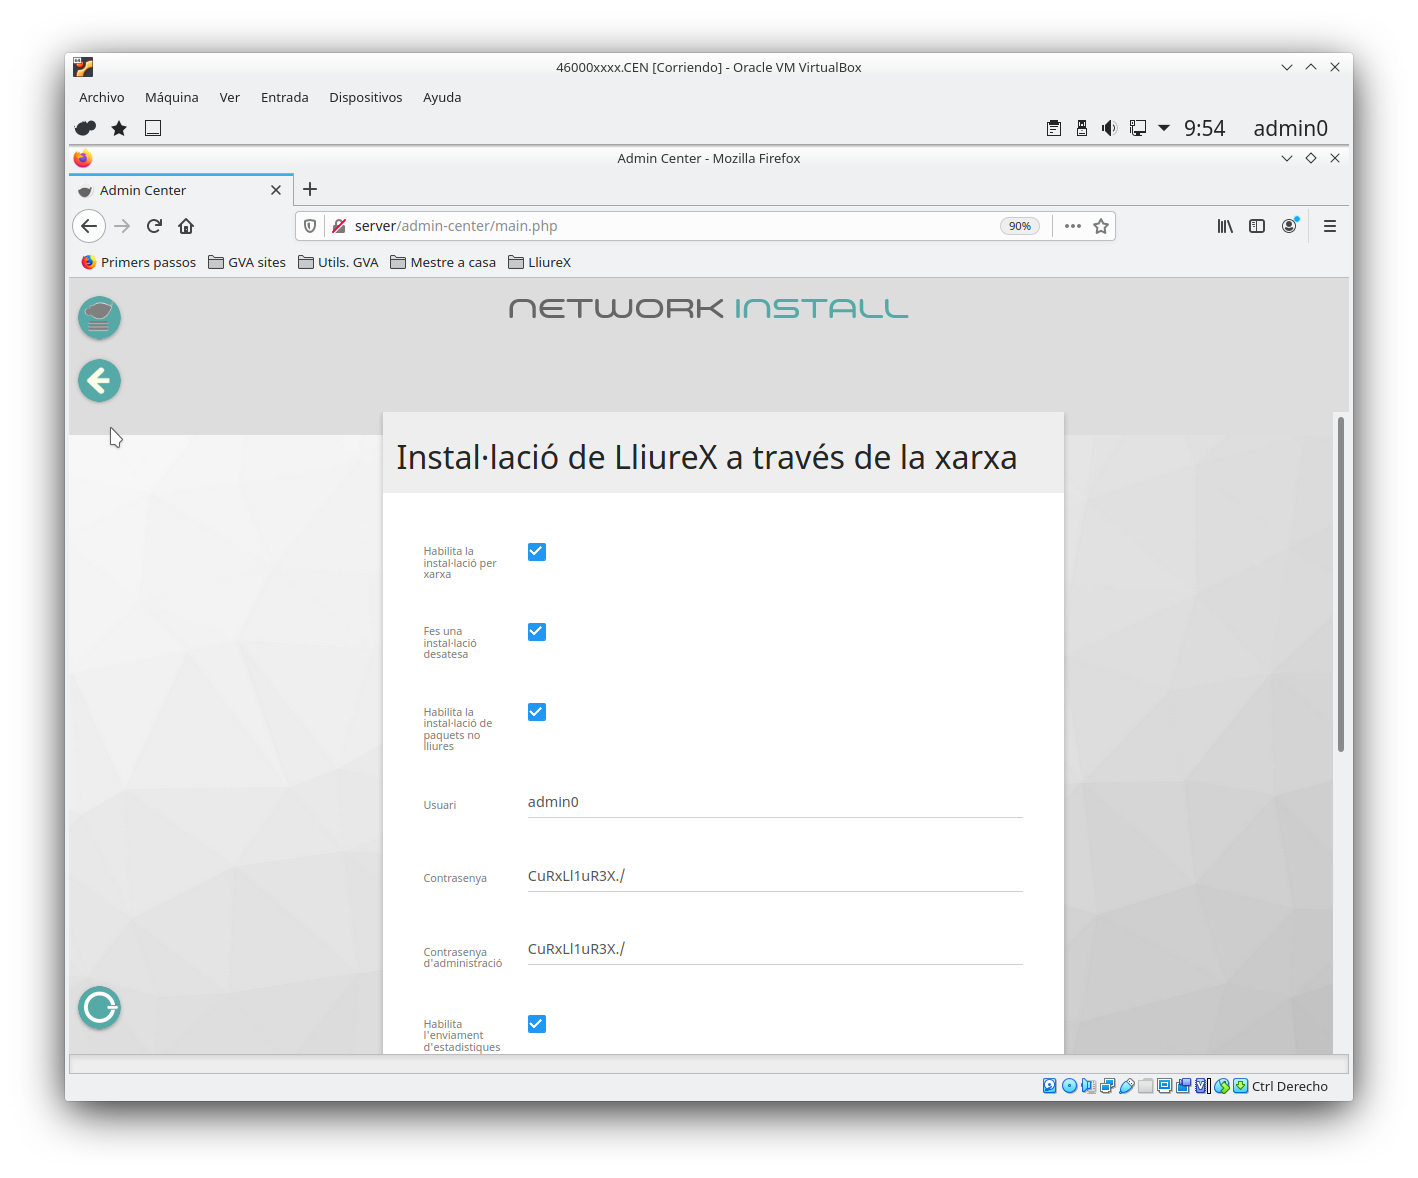 46000xxxx.CEN [Corriendo] - Oracle VM VirtualBox
Archivo Máquina Ver Entrada Dispositivos Ayuda
9:54 admin0
Admin Center - Mozilla Firefox
Admin Center
server/admin-center/main.php 90%
Primers passos GVA sites Utils. GVA Mestre a casa LliureX
NETWORK INSTALL
Instal·lació de LliureX a través de la xarxa
Habilita la
instal·lació per
xarxa
Fes una
instal·lació
desatesa
Habilita la
instal·lació de
paquets no
lliures
Usuari admin0
Contrasenya CuRxLl1uR3X./
Contrasenya
d'administració CuRxLl1uR3X./
Habilita
l'enviament
d'estadistiques
Ctrl Derecho